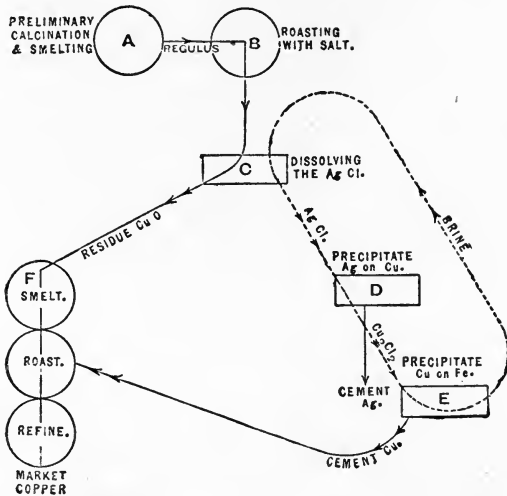 PRELIMINARY
CALCINATION
& SMELTING
A
REGULUS
B
ROASTING
WITH SALT.
C
DISSOLVING
THE Ag Cl.
Ag Cl.
BRINE
RESIDUE Cu O
PRECIPITATE
Ag on Cu.
D
Cu2Cl2
CEMENT
Ag.
PRECIPITATE
Cu on Fe.
E
CEMENT Cu.
F
SMELT.
ROAST.
REFINE.
MARKET
COPPER